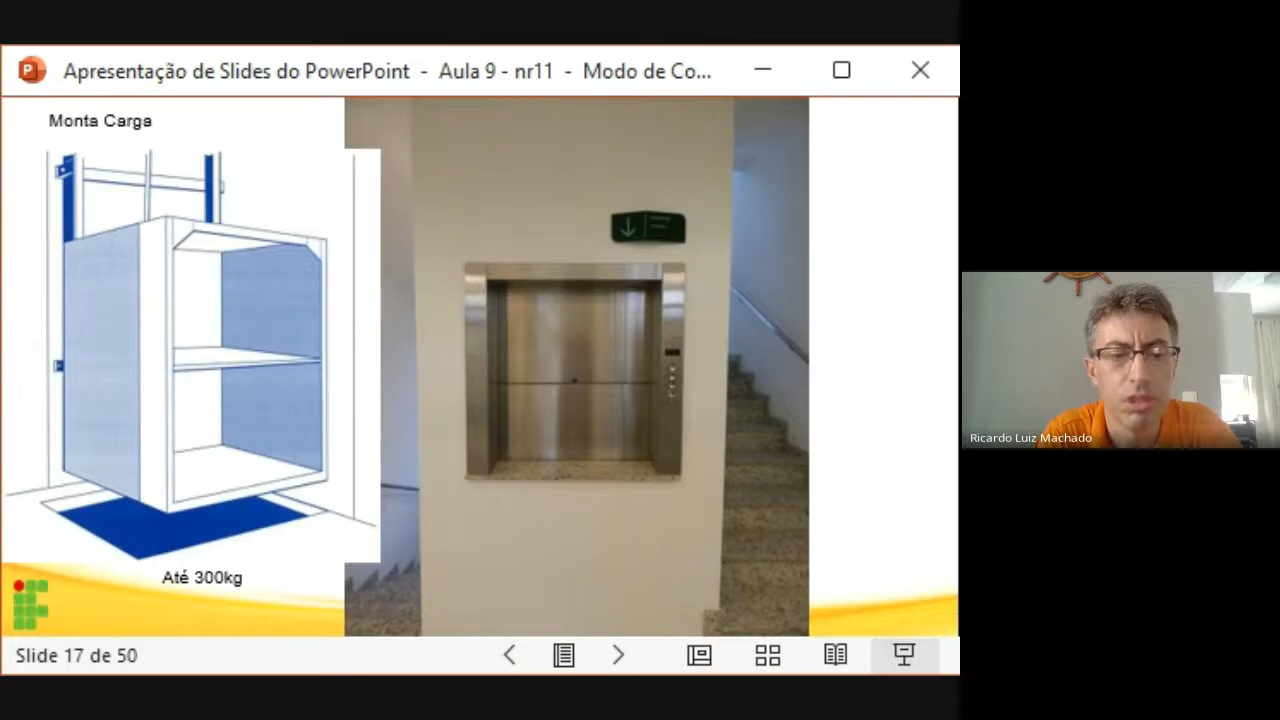 Apresentação de Slides do PowerPoint - Aula 9 - nr11 - Modo de Co...
Monta Carga
Até 300kg
Slide 17 de 50
Ricardo Luiz Machado